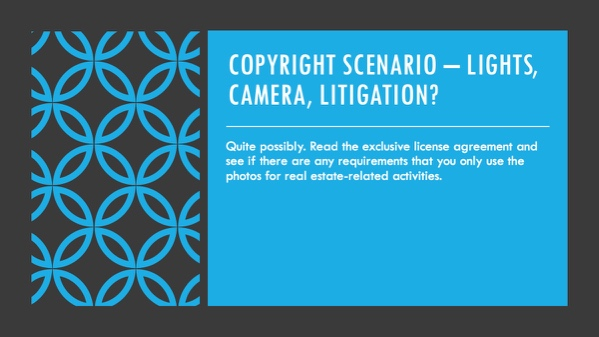 COPYRIGHT SCENARIO – LIGHTS,
CAMERA, LITIGATION?
Quite possibly. Read the exclusive license agreement and
see if there are any requirements that you only use the
photos for real estate-related activities.